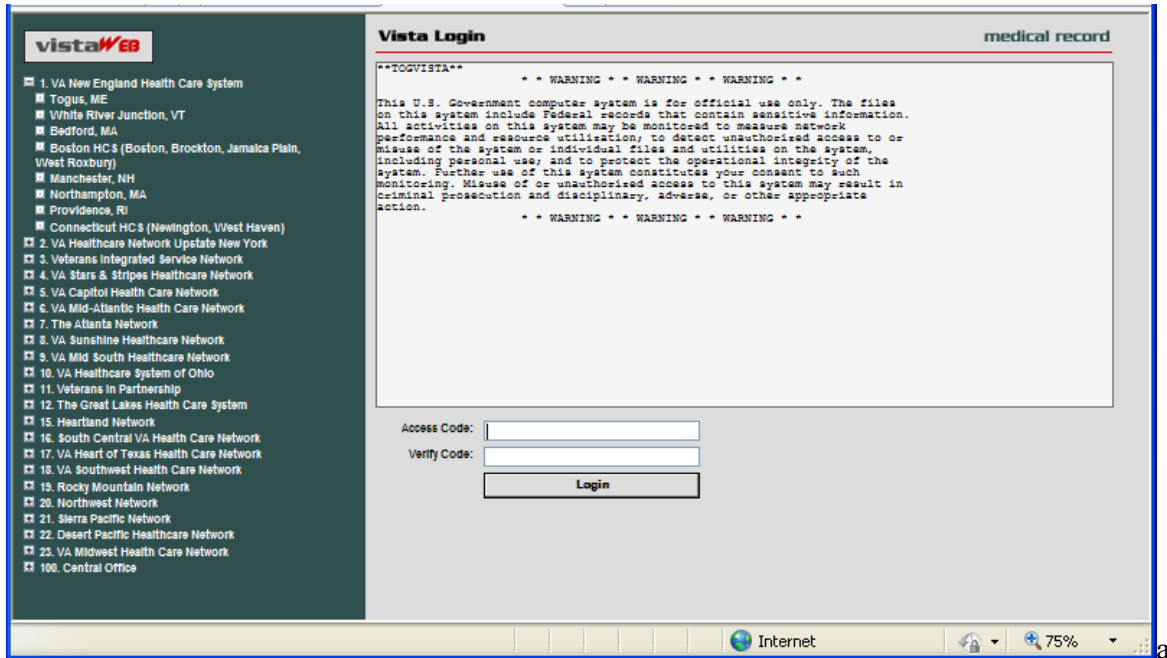 vistaWEB
1. VA New England Health Care System
Togus, ME
White River Junction, VT
Bedford, MA
Boston HCS (Boston, Brockton, Jamaica Plain,
West Roxbury)
Manchester, NH
Northampton, MA
Providence, RI
Connecticut HCS (Newington, West Haven)
2. VA Healthcare Network Upstate New York
3. Veterans Integrated Service Network
4. VA Stars & Stripes Healthcare Network
5. VA Capitol Health Care Network
6. VA Mid-Atlantic Health Care Network
7. The Atlanta Network
8. VA Sunshine Healthcare Network
9. VA Mid South Healthcare Network
10. VA Healthcare System of Ohio
11. Veterans In Partnership
12. The Great Lakes Health Care System
15. Heartland Network
16. South Central VA Health Care Network
17. VA Heart of Texas Health Care Network
18. VA Southwest Health Care Network
19. Rocky Mountain Network
20. Northwest Network
21. Sierra Pacific Network
22. Desert Pacific Healthcare Network
23. VA Midwest Health Care Network
100. Central Office
Vista Login
medical record
**TOGVISTA**
* * WARNING * * WARNING * * WARNING * *
This U.S. Government computer system is for official use only. The files
on this system include Federal records that contain sensitive information.
All activities on this system may be monitored to measure network
performance and resource utilization; to detect unauthorized access to or
misuse of the system or individual files and utilities on the system,
including personal use; and to protect the operational integrity of the
system. Further use of this system constitutes your consent to such
monitoring. Misuse of or unauthorized access to this system may result in
criminal prosecution and disciplinary, adverse, or other appropriate
action.
* * WARNING * * WARNING * * WARNING * *
Access Code:
Verify Code:
Login
Internet
75%
a